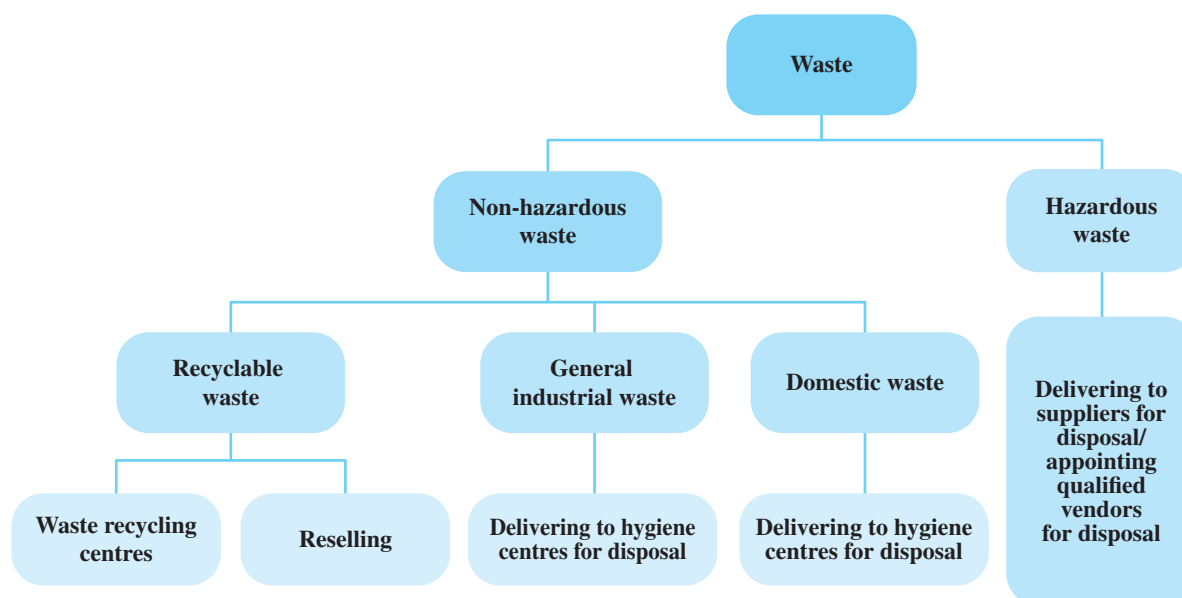 Waste
Non-hazardous
waste
Hazardous
waste
Recyclable
waste
General
industrial waste
Domestic waste
Delivering to
suppliers for
disposal/
appointing
qualified
vendors
for disposal
Waste recycling
centres
Reselling
Delivering to hygiene
centres for disposal
Delivering to hygiene
centres for disposal